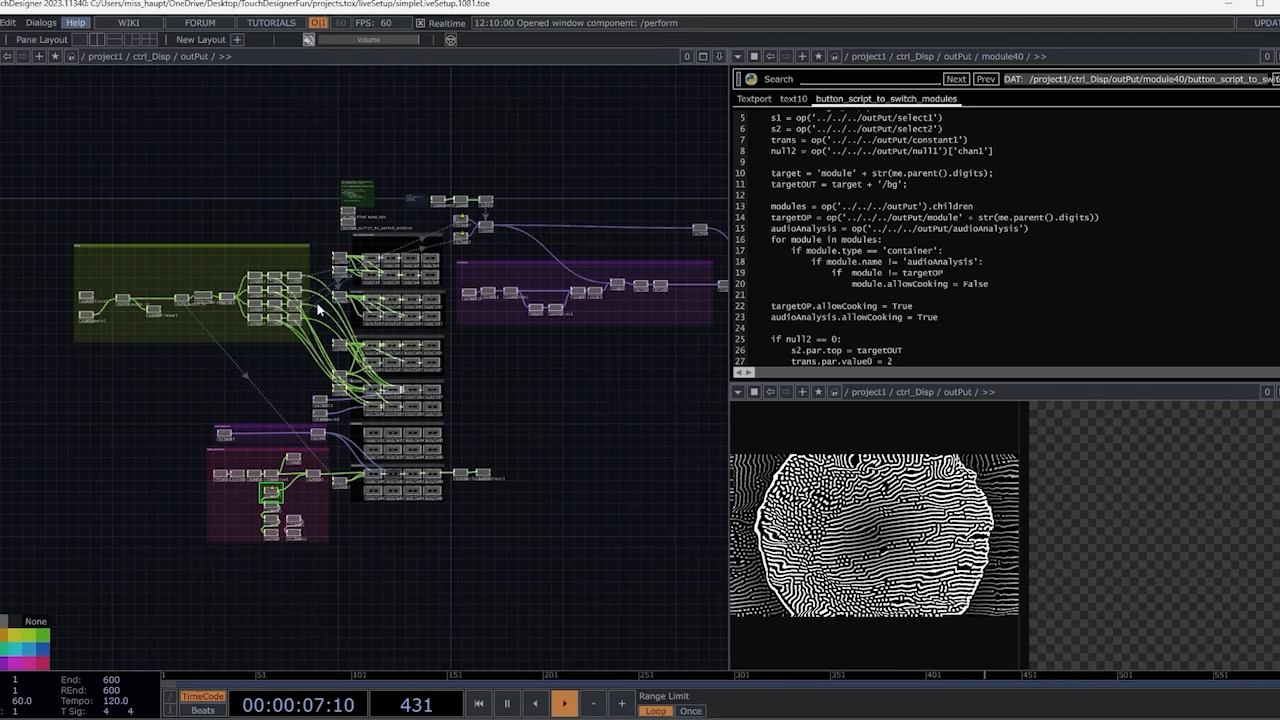 TouchDesigner 2023.11340: C:/Users/miss_haupt/OneDrive/Desktop/TouchDesignerFun/projects.tox/liveSetup/simpleLiveSetup.1081.toe
Edit Dialogs Help WIKI FORUM TUTORIALS O|I 60 FPS: 60 Realtime 12:10:00 Opened window component: /perform UPDA
Pane Layout New Layout + Volume
/ project1 / ctrl_Disp / outPut / >> 0
/ project1 / ctrl_Disp / outPut / module40 / >> 0
Search Next Prev DAT: /project1/ctrl_Disp/outPut/module40/button_script_to_swit
Textport text10 button_script_to_switch_modules
5 s1 = op('../../../outPut/select1')
6 s2 = op('../../../outPut/select2')
7 trans = op('../../../outPut/constant1')
8 null2 = op('../../../outPut/null1')['chan1']
9
10 target = 'module' + str(me.parent().digits);
11 targetOUT = target + '/bg';
12
13 modules = op('../../../outPut').children
14 targetOP = op('../../../outPut/module' + str(me.parent().digits))
15 audioAnalysis = op('../../../outPut/audioAnalysis')
16 for module in modules:
17 if module.type == 'container':
18 if module.name != 'audioAnalysis':
19 if module != targetOP
20 module.allowCooking = False
21
22 targetOP.allowCooking = True
23 audioAnalysis.allowCooking = True
24
25 if null2 == 0:
26 s2.par.top = targetOUT
27 trans.par.value0 = 2
/ project1 / ctrl_Disp / outPut / >> 0
None
1 51 101 151 201 251 301 351 401 451 501 551
1 End: 600
1 REnd: 600
60.0 Tempo: 120.0
1 T Sig: 4 4
TimeCode
Beats
00:00:07:10 431
Range Limit
Loop Once